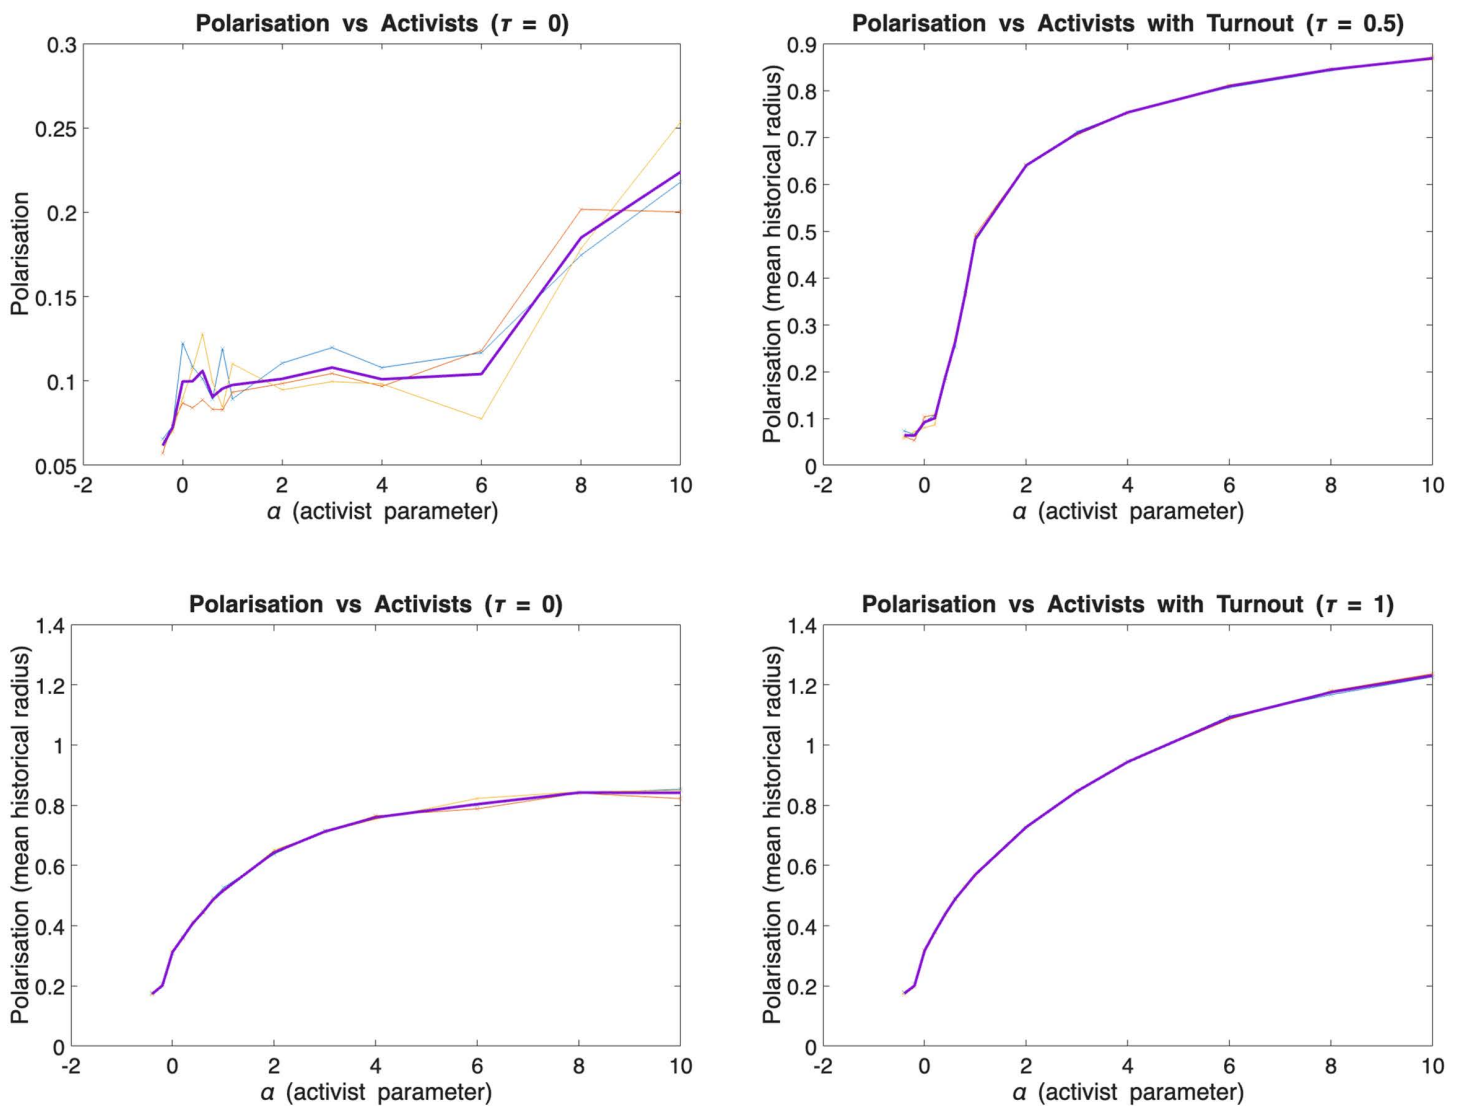 Polarisation vs Activists (τ = 0)
0.3
0.25
0.2
0.15
0.1
0.05
Polarisation
-2 0 2 4 6 8 10
α (activist parameter)
Polarisation vs Activists with Turnout (τ = 0.5)
0.9
0.8
0.7
0.6
0.5
0.4
0.3
0.2
0.1
0
Polarisation (mean historical radius)
-2 0 2 4 6 8 10
α (activist parameter)
Polarisation vs Activists (τ = 0)
1.4
1.2
1
0.8
0.6
0.4
0.2
0
Polarisation (mean historical radius)
-2 0 2 4 6 8 10
α (activist parameter)
Polarisation vs Activists with Turnout (τ = 1)
1.4
1.2
1
0.8
0.6
0.4
0.2
0
Polarisation (mean historical radius)
-2 0 2 4 6 8 10
α (activist parameter)